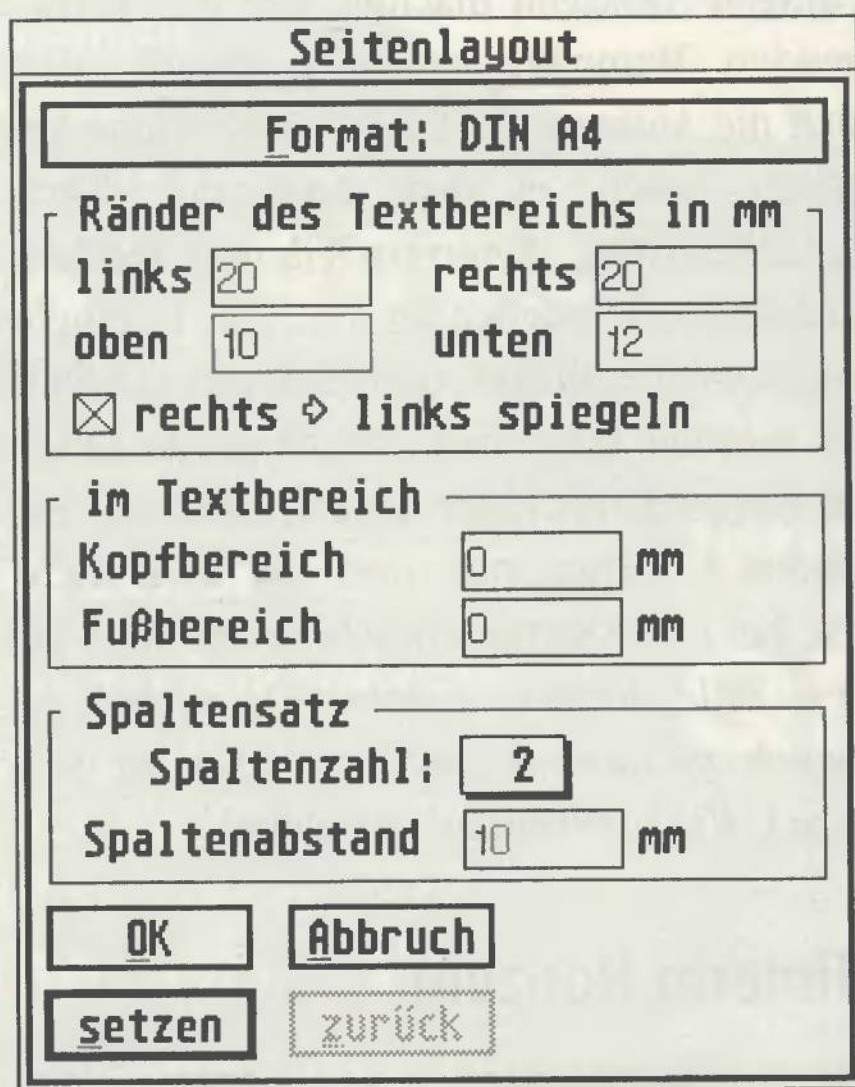 Seitenlayout
Format: DIN A4
Ränder des Textbereichs in mm
links 20 rechts 20
oben 10 unten 12
rechts ➪ links spiegeln
im Textbereich
Kopfbereich 0 mm
Fußbereich 0 mm
Spaltensatz
Spaltenzahl: 2
Spaltenabstand 10 mm
OK Abbruch
setzen zurück